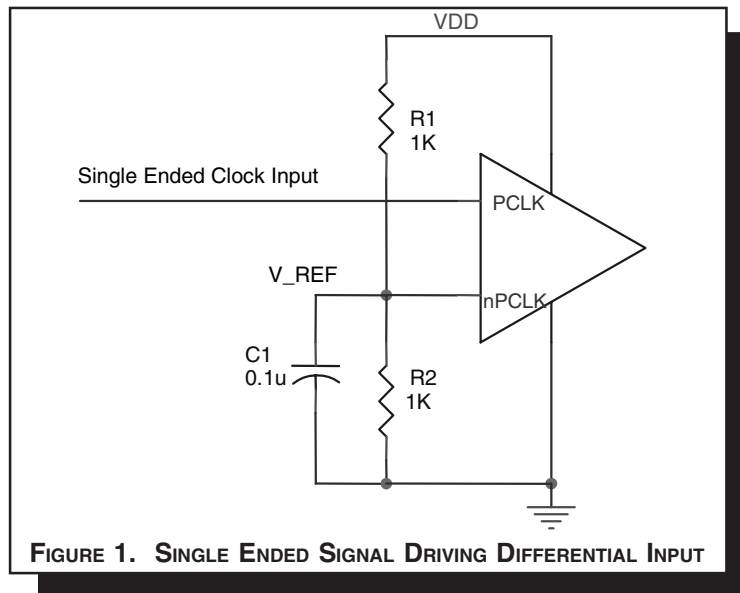 VDD
R1
1K
Single Ended Clock Input
PCLK
V_REF
nPCLK
C1
0.1u
R2
1K
FIGURE 1. SINGLE ENDED SIGNAL DRIVING DIFFERENTIAL INPUT